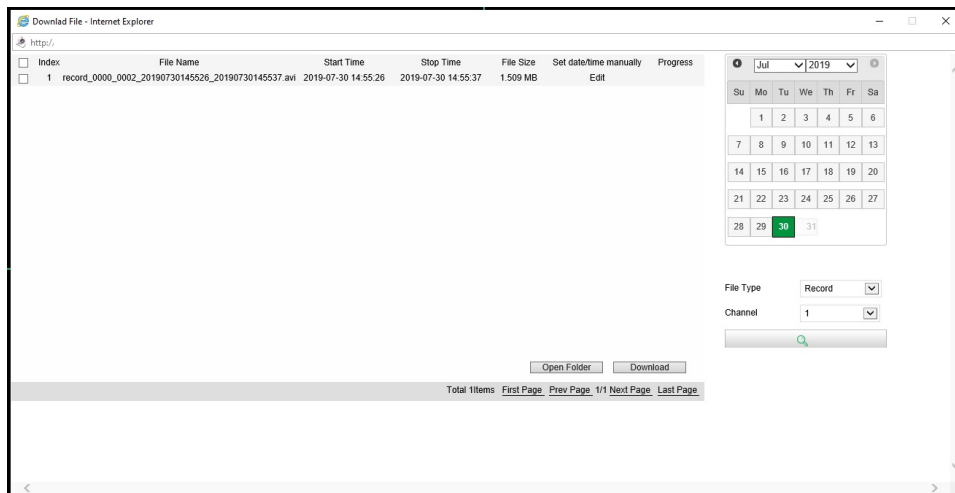 Downlad File - Internet Explorer
http:/
Index File Name Start Time Stop Time File Size Set date/time manually Progress
1 record_0000_0002_20190730145526_20190730145537.avi 2019-07-30 14:55:26 2019-07-30 14:55:37 1.509 MB Edit
Jul 2019
Su Mo Tu We Th Fr Sa
1 2 3 4 5 6
7 8 9 10 11 12 13
14 15 16 17 18 19 20
21 22 23 24 25 26 27
28 29 30 31
File Type Record
Channel 1
Open Folder Download
Total 1Items First Page Prev Page 1/1 Next Page Last Page